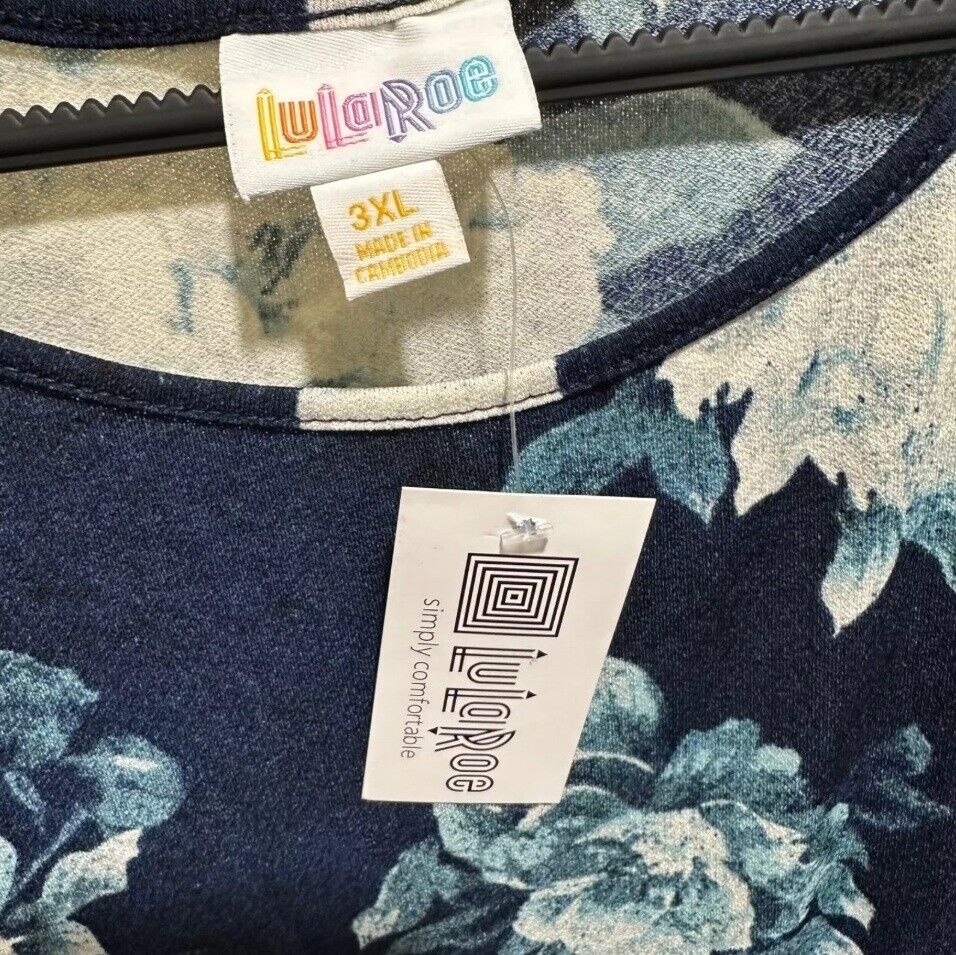 LuLaRoe
3XL
MADE IN
CAMBODIA
LuLaRoe
simply comfortable